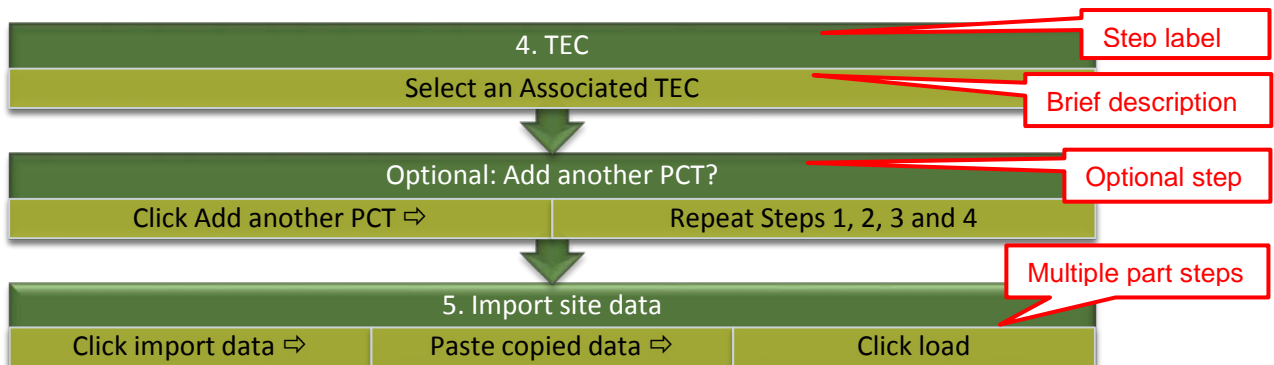 4. TEC
Step label
Select an Associated TEC
Brief description
Optional: Add another PCT?
Optional step
Click Add another PCT ⇨
Repeat Steps 1, 2, 3 and 4
Multiple part steps
5. Import site data
Click import data ⇨
Paste copied data ⇨
Click load